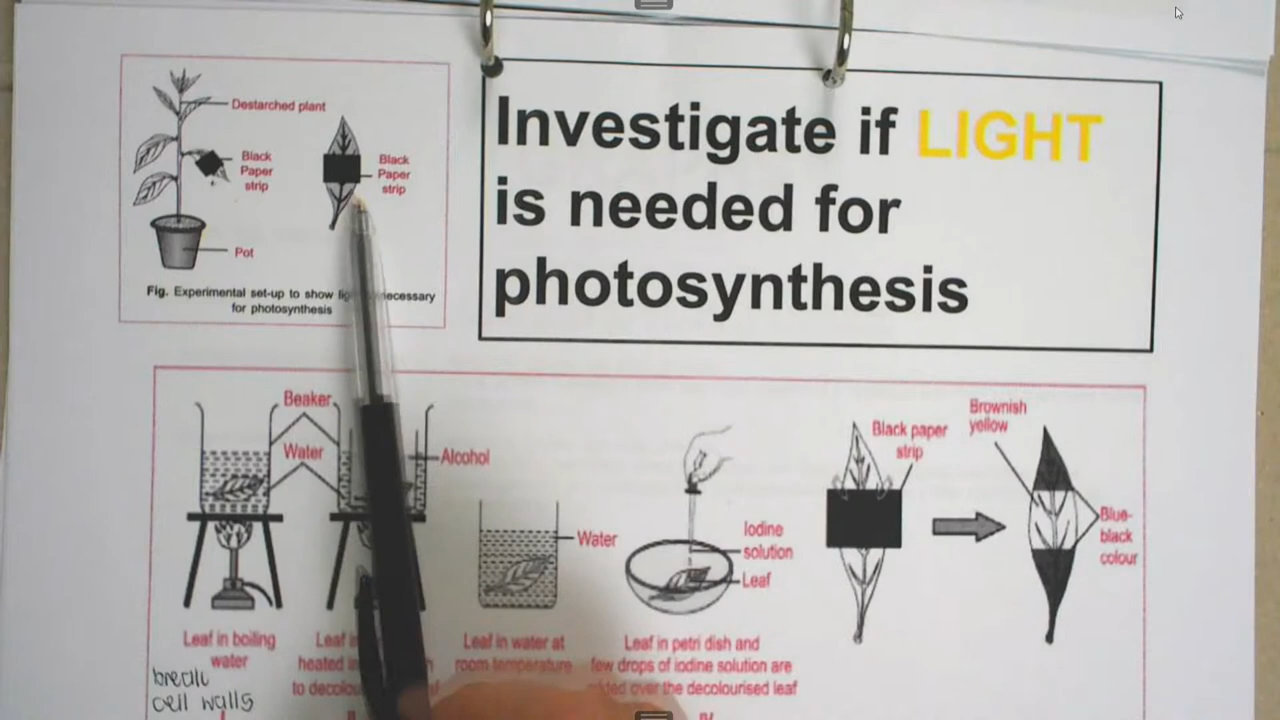 Destarched plant
Black
Paper
strip
Black
Paper
strip
Pot
Fig. Experimental set-up to show necessary
for photosynthesis
Investigate if LIGHT
is needed for
photosynthesis
Beaker
Water
Alcohol
Water
Iodine
solution
Leaf
Black paper
strip
Brownish
yellow
Blue-
black
colour
Leaf in boiling
water
Leaf
heated
to
Leaf in water at
room temperature
Leaf in petri dish and
few drops of iodine solution are
over the decolourised leaf
cell walls